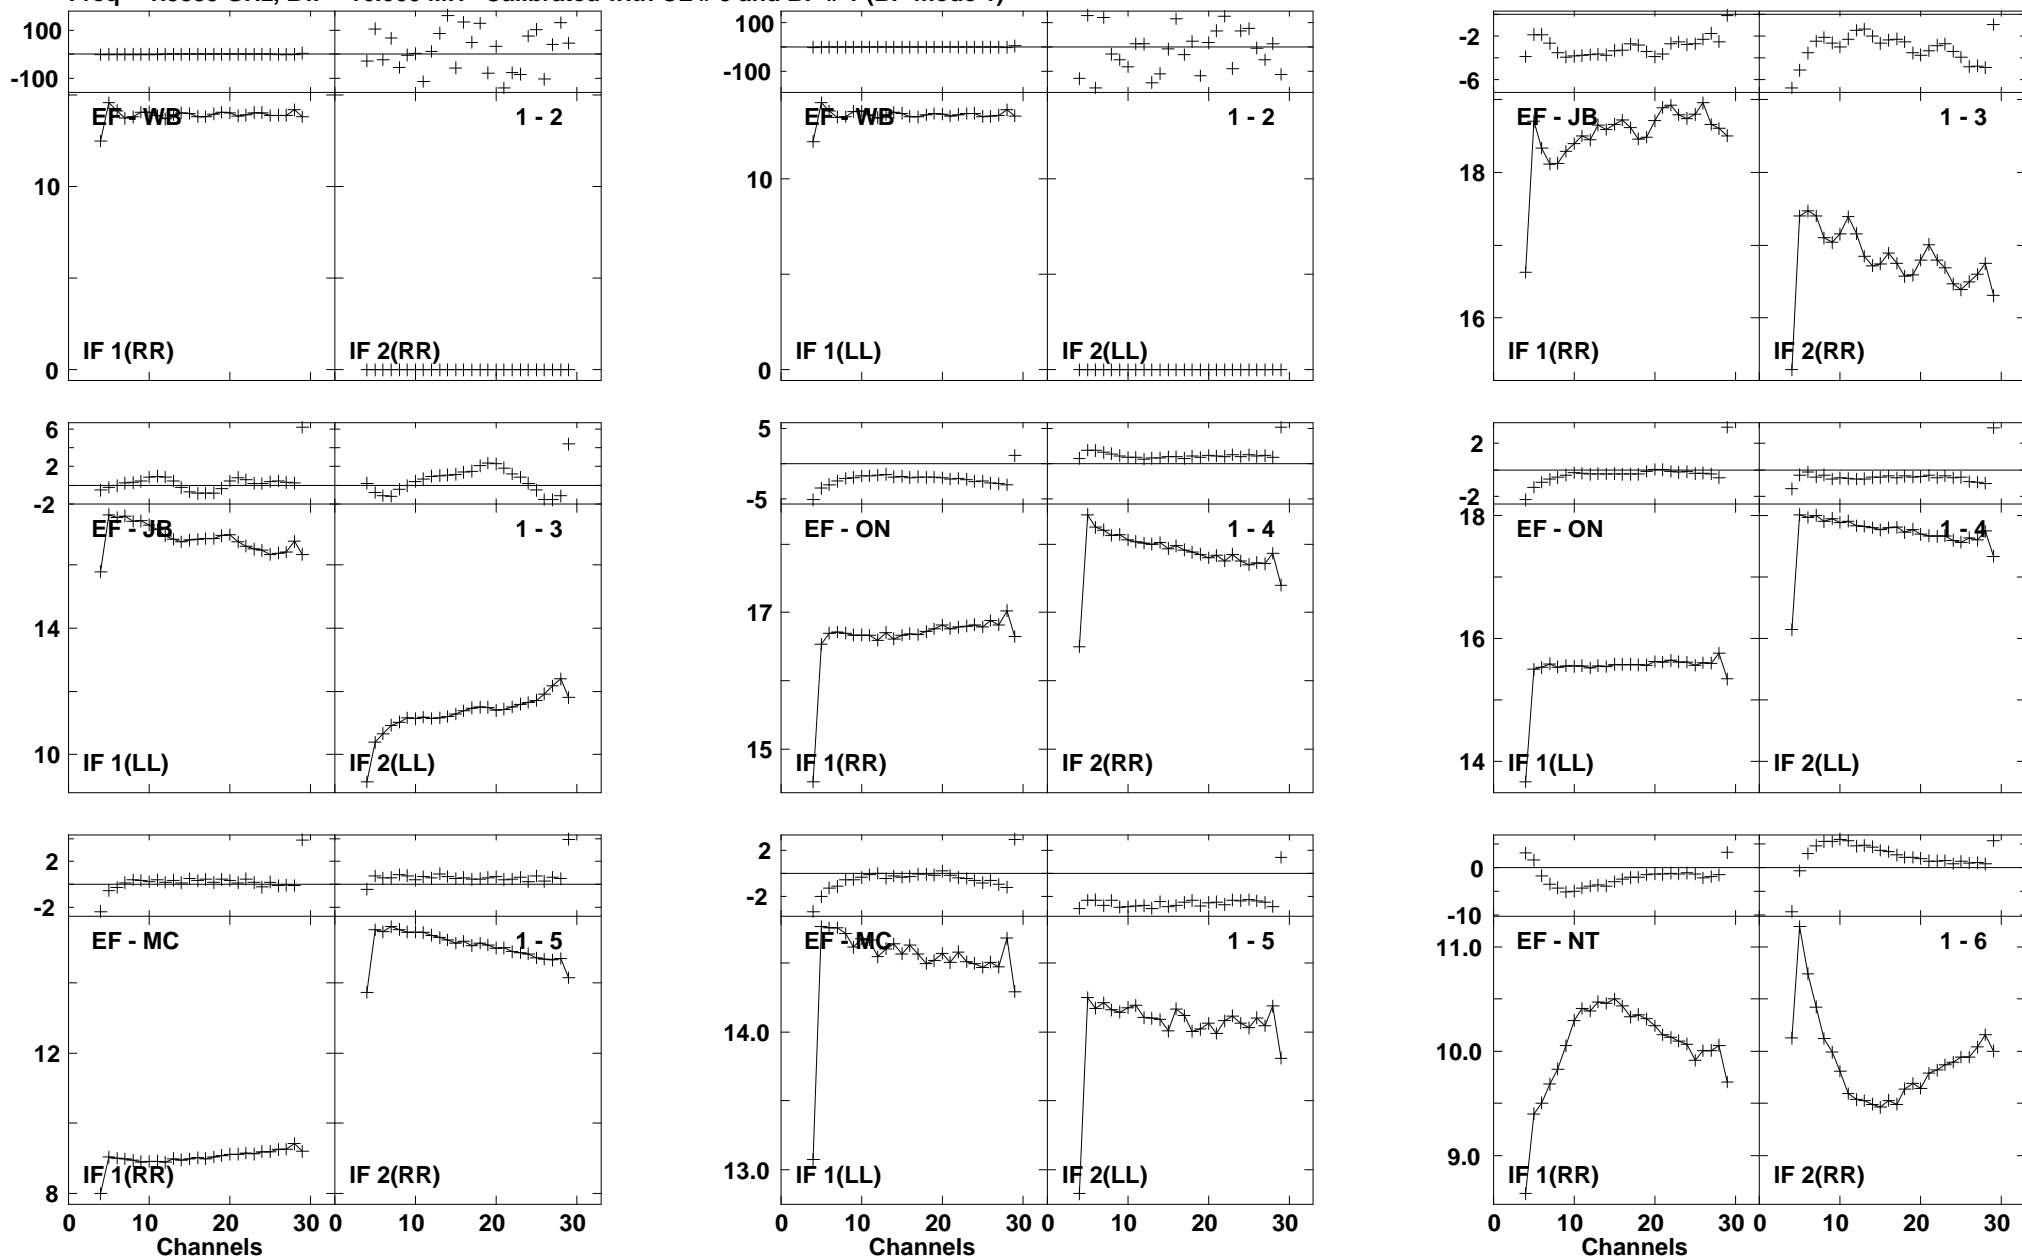 100
-100
EF - WB
1 - 2
10
0
IF 1(RR)
IF 2(RR)
100
-100
EF - WB
1 - 2
10
0
IF 1(LL)
IF 2(LL)
-2
-6
EF - JB
1 - 3
18
16
IF 1(RR)
IF 2(RR)
6
2
-2
EF - JB
1 - 3
14
10
IF 1(LL)
IF 2(LL)
5
-5
EF - ON
1 - 4
17
15
IF 1(RR)
IF 2(RR)
2
-2
18
EF - ON
1 - 4
16
14
IF 1(LL)
IF 2(LL)
2
-2
EF - MC
1 - 5
12
8
IF 1(RR)
IF 2(RR)
0 10 20 30 0 10 20 30
Channels
2
-2
EF - MC
1 - 5
14.0
13.0
IF 1(LL)
IF 2(LL)
0 10 20 30 0 10 20 30
Channels
0
-10
EF - NT
1 - 6
11.0
10.0
9.0
IF 1(RR)
IF 2(RR)
0 10 20 30 0 10 20 30
Channels